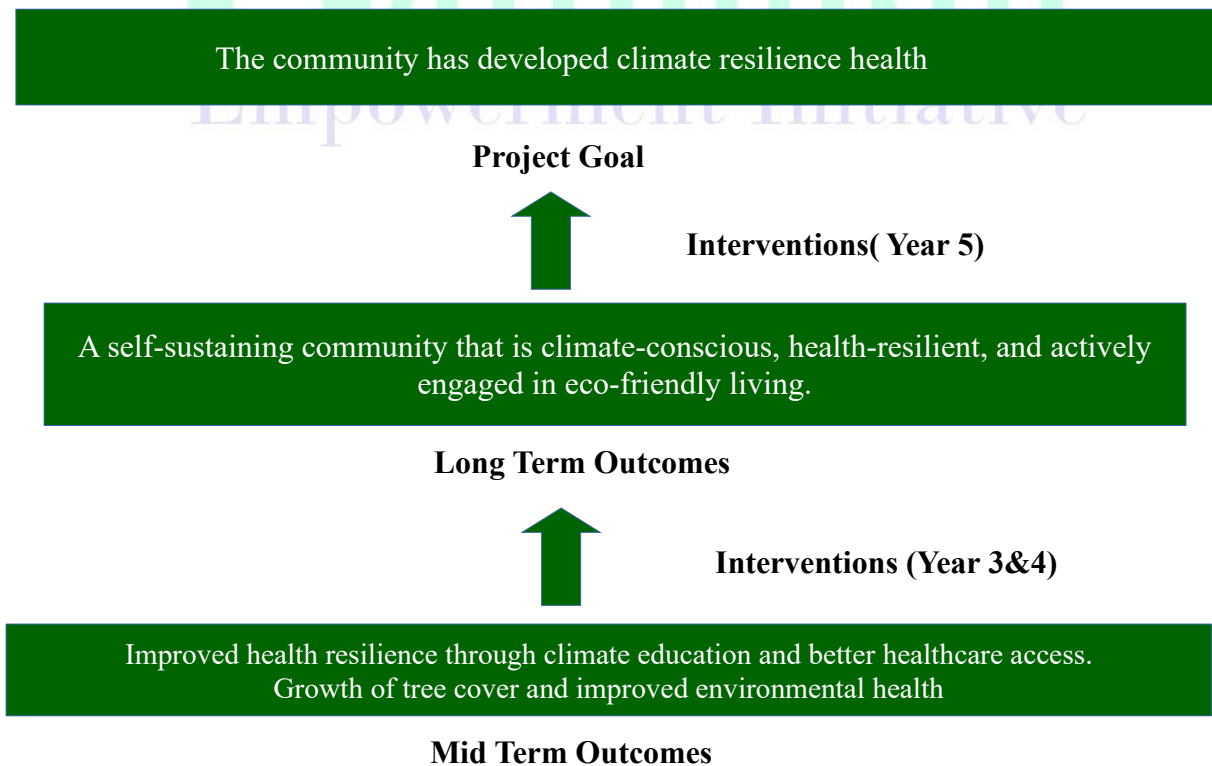 The community has developed climate resilience health
Empowerment Initiative
Project Goal
Interventions( Year 5)
A self-sustaining community that is climate-conscious, health-resilient, and actively
engaged in eco-friendly living.
Long Term Outcomes
Interventions (Year 3&4)
Improved health resilience through climate education and better healthcare access.
Growth of tree cover and improved environmental health
Mid Term Outcomes